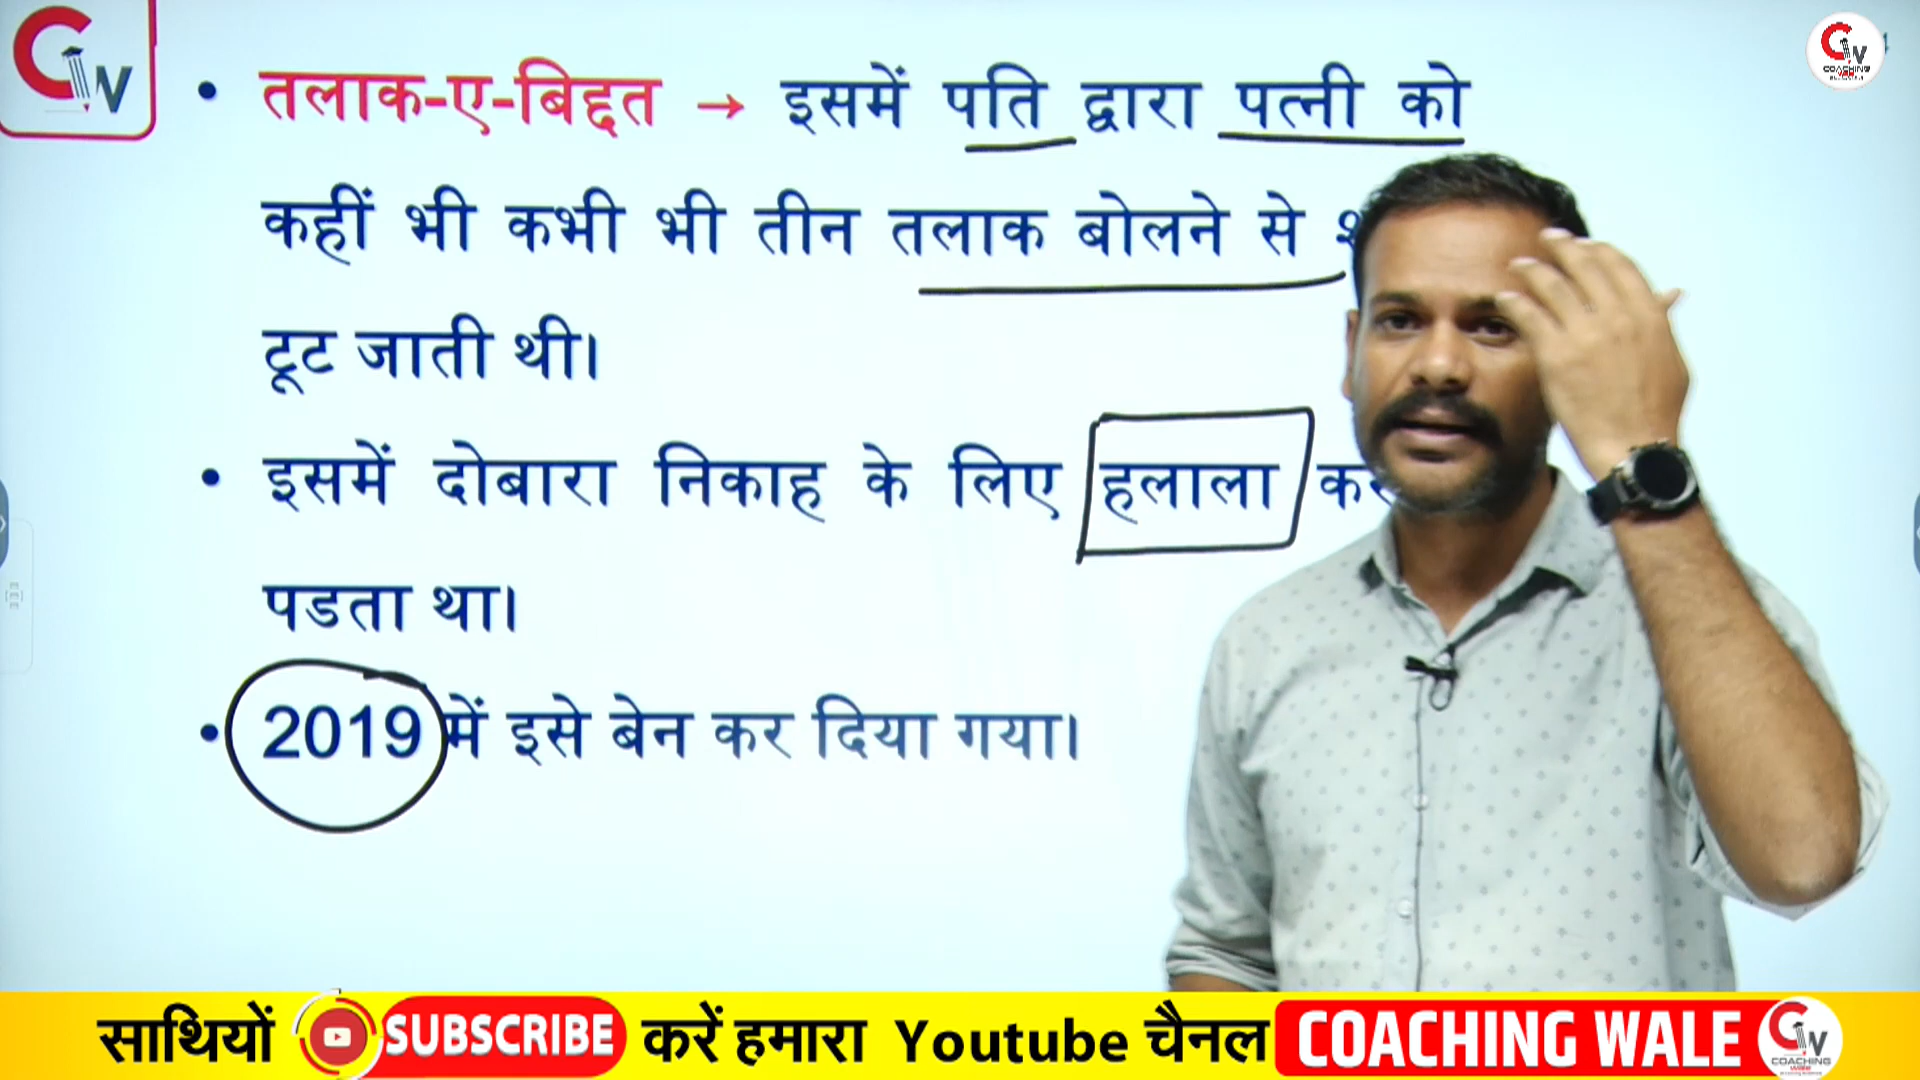 • तलाक-ए-बिद्दत → इसमें पति द्वारा पत्नी को
कहीं भी कभी भी तीन तलाक बोलने से
टूट जाती थी।
• इसमें दोबारा निकाह के लिए हलाला
पडता था।
• 2019 में इसे बेन कर दिया गया।
साथियों SUBSCRIBE करें हमारा Youtube चैनल COACHING WALE